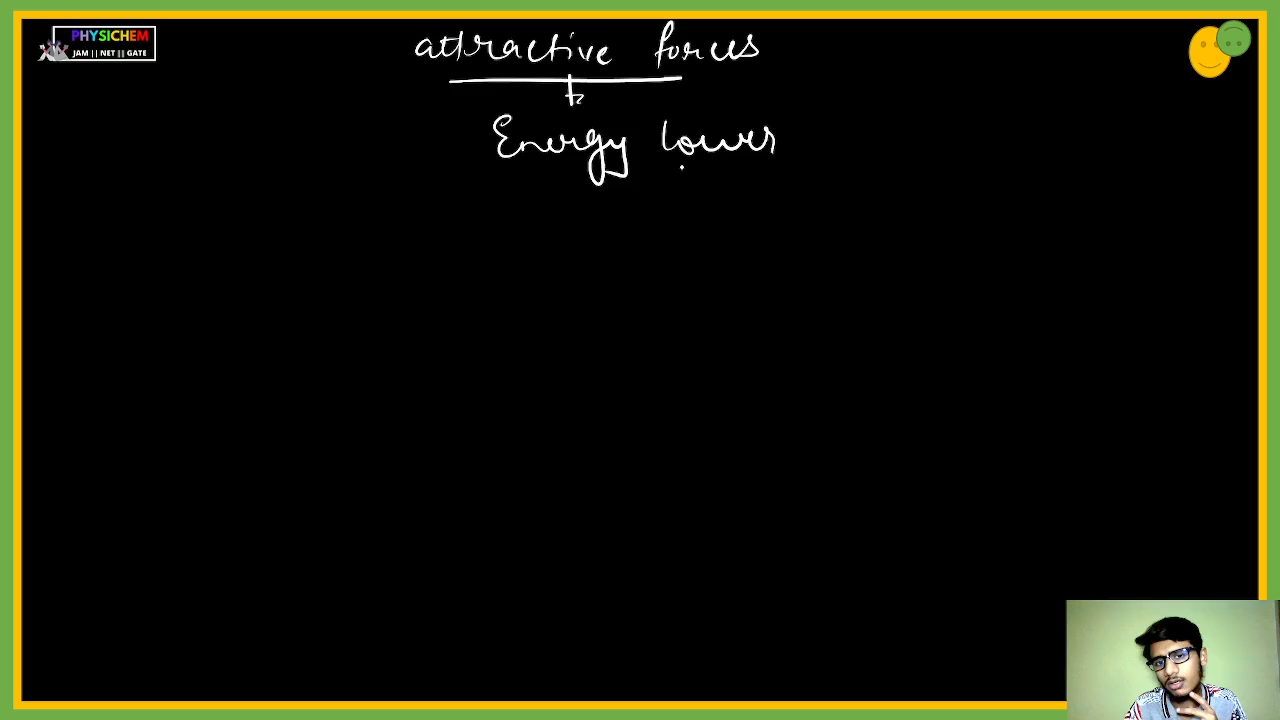 PHYSICHEM
JAM || NET || GATE
attractive forces
Energy lower